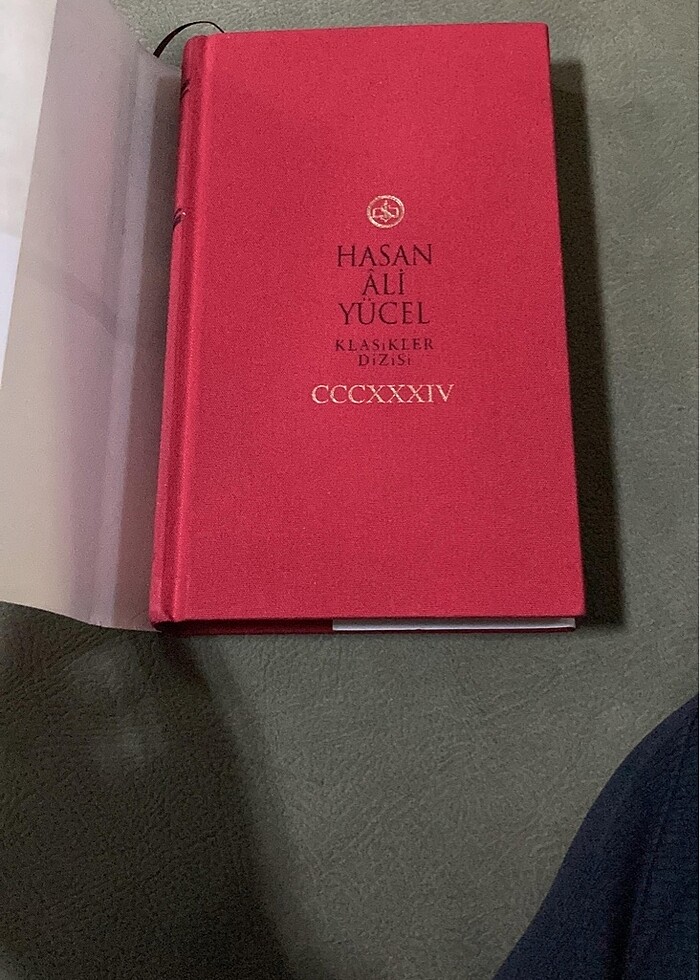 HASAN
ÂLİ
YÜCEL
KLASİKLER
DİZİSİ
CCCXXXIV